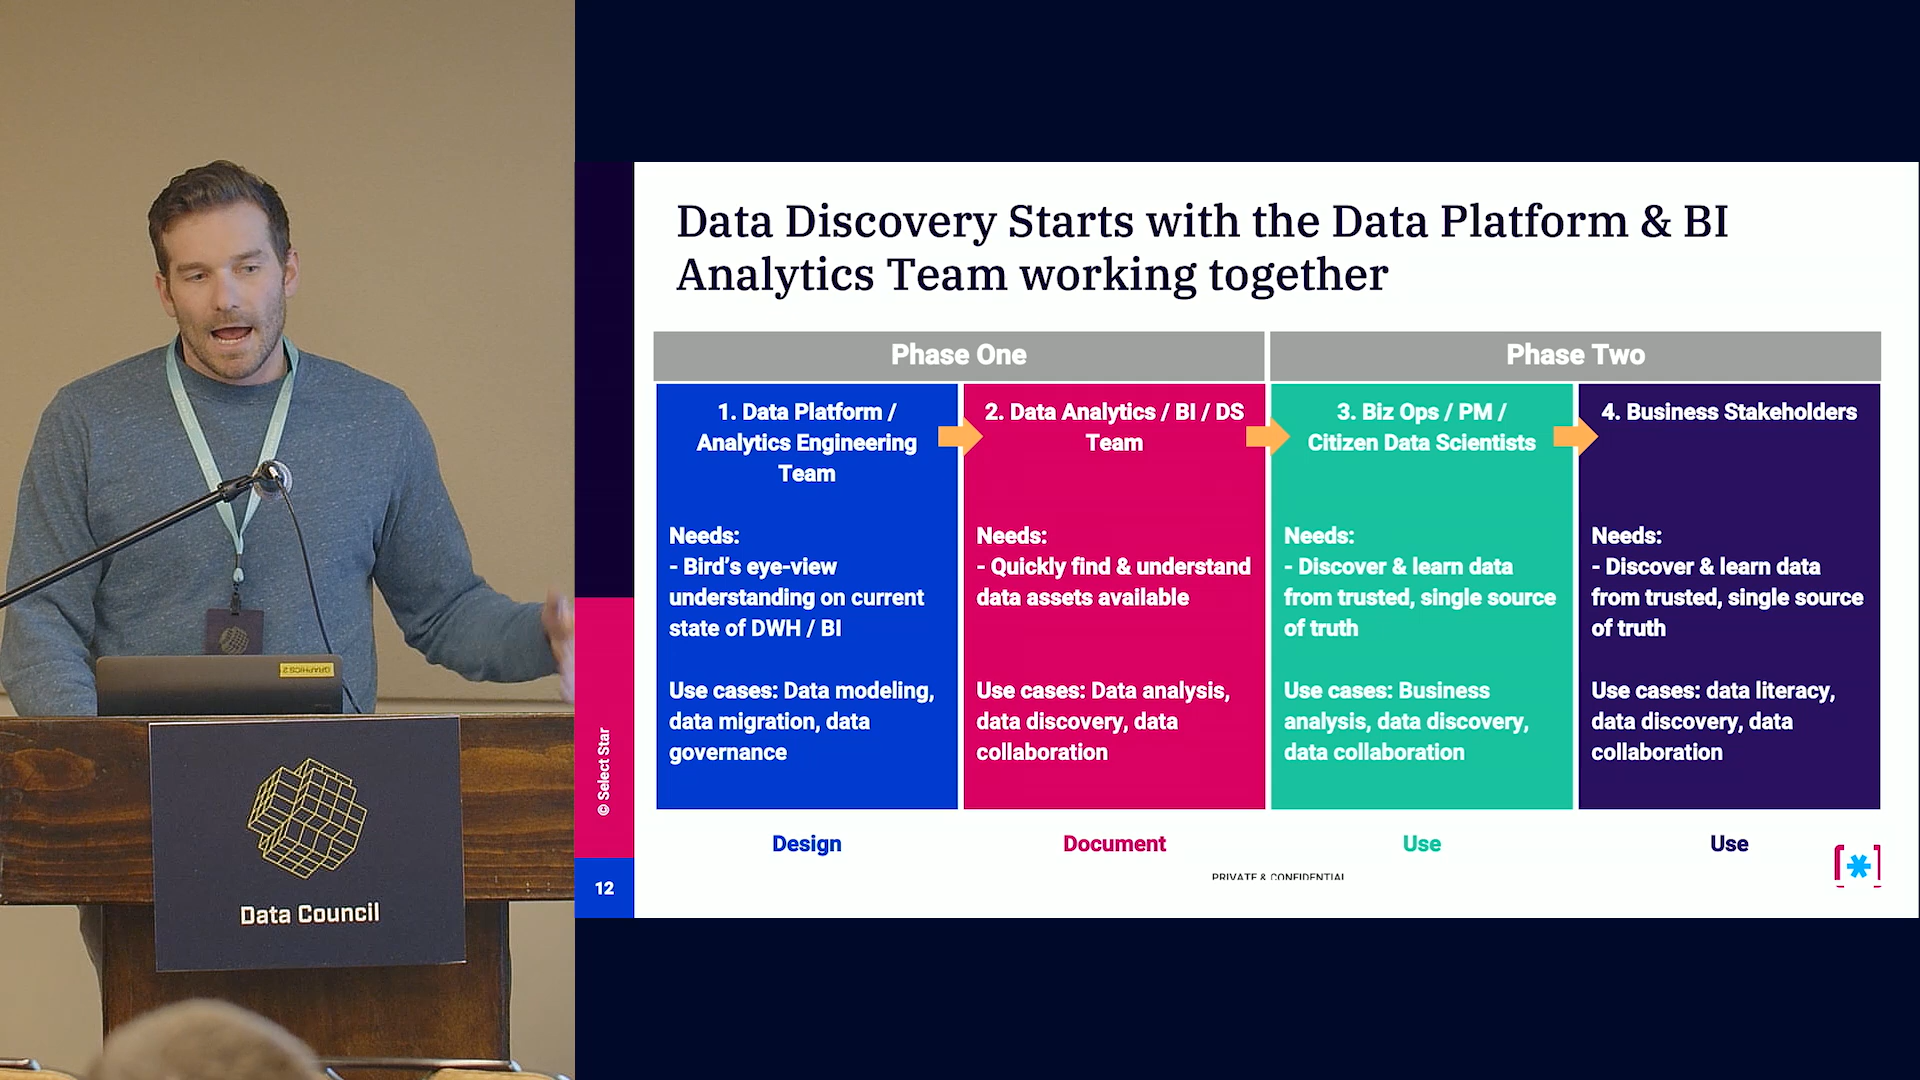 Data Discovery Starts with the Data Platform & BI
Analytics Team working together
Phase One
Phase Two
1. Data Platform /
Analytics Engineering
Team
Needs:
- Bird's eye-view
understanding on current
state of DWH / BI
Use cases: Data modeling,
data migration, data
governance
Design
2. Data Analytics / BI / DS
Team
Needs:
- Quickly find & understand
data assets available
Use cases: Data analysis,
data discovery, data
collaboration
Document
3. Biz Ops / PM /
Citizen Data Scientists
Needs:
- Discover & learn data
from trusted, single source
of truth
Use cases: Business
analysis, data discovery,
data collaboration
Use
4. Business Stakeholders
Needs:
- Discover & learn data
from trusted, single source
of truth
Use cases: data literacy,
data discovery, data
collaboration
Use
PRIVATE & CONFIDENTIAL
© Select Star
12
GRAPHICS 2
Data Council